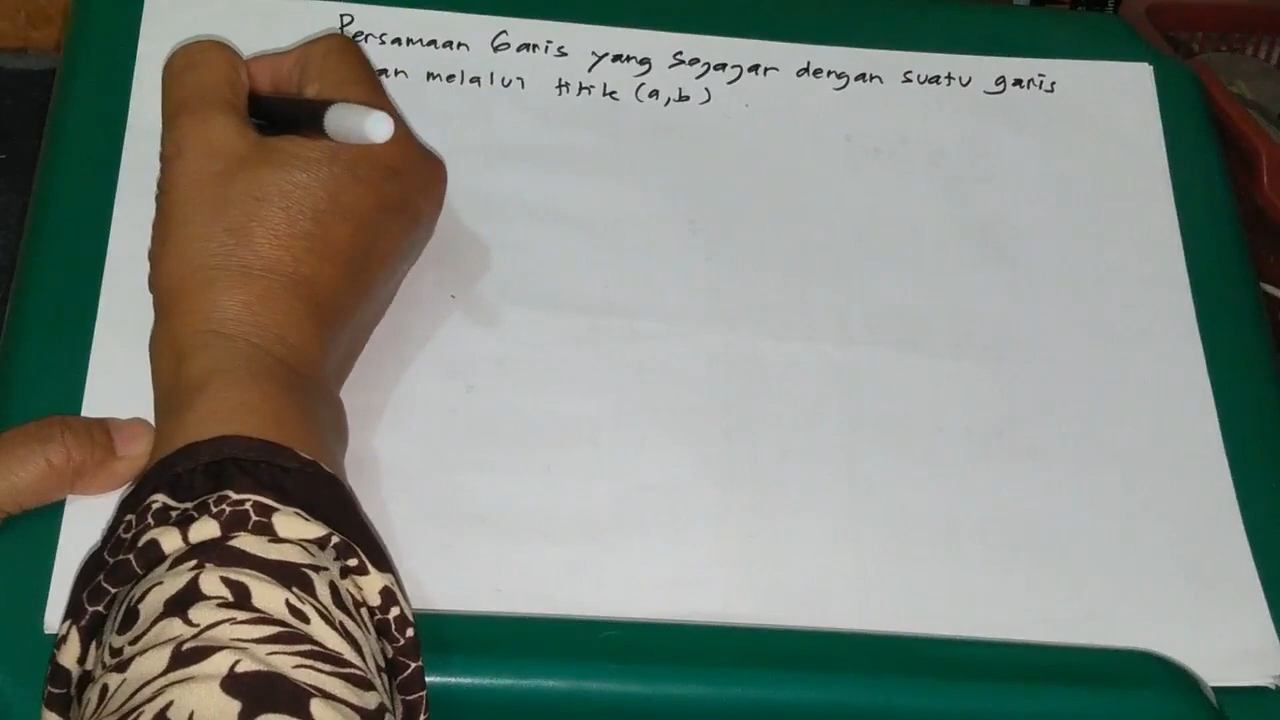 Persamaan Garis yang sejajar dengan suatu garis
melalui titik (a,b)